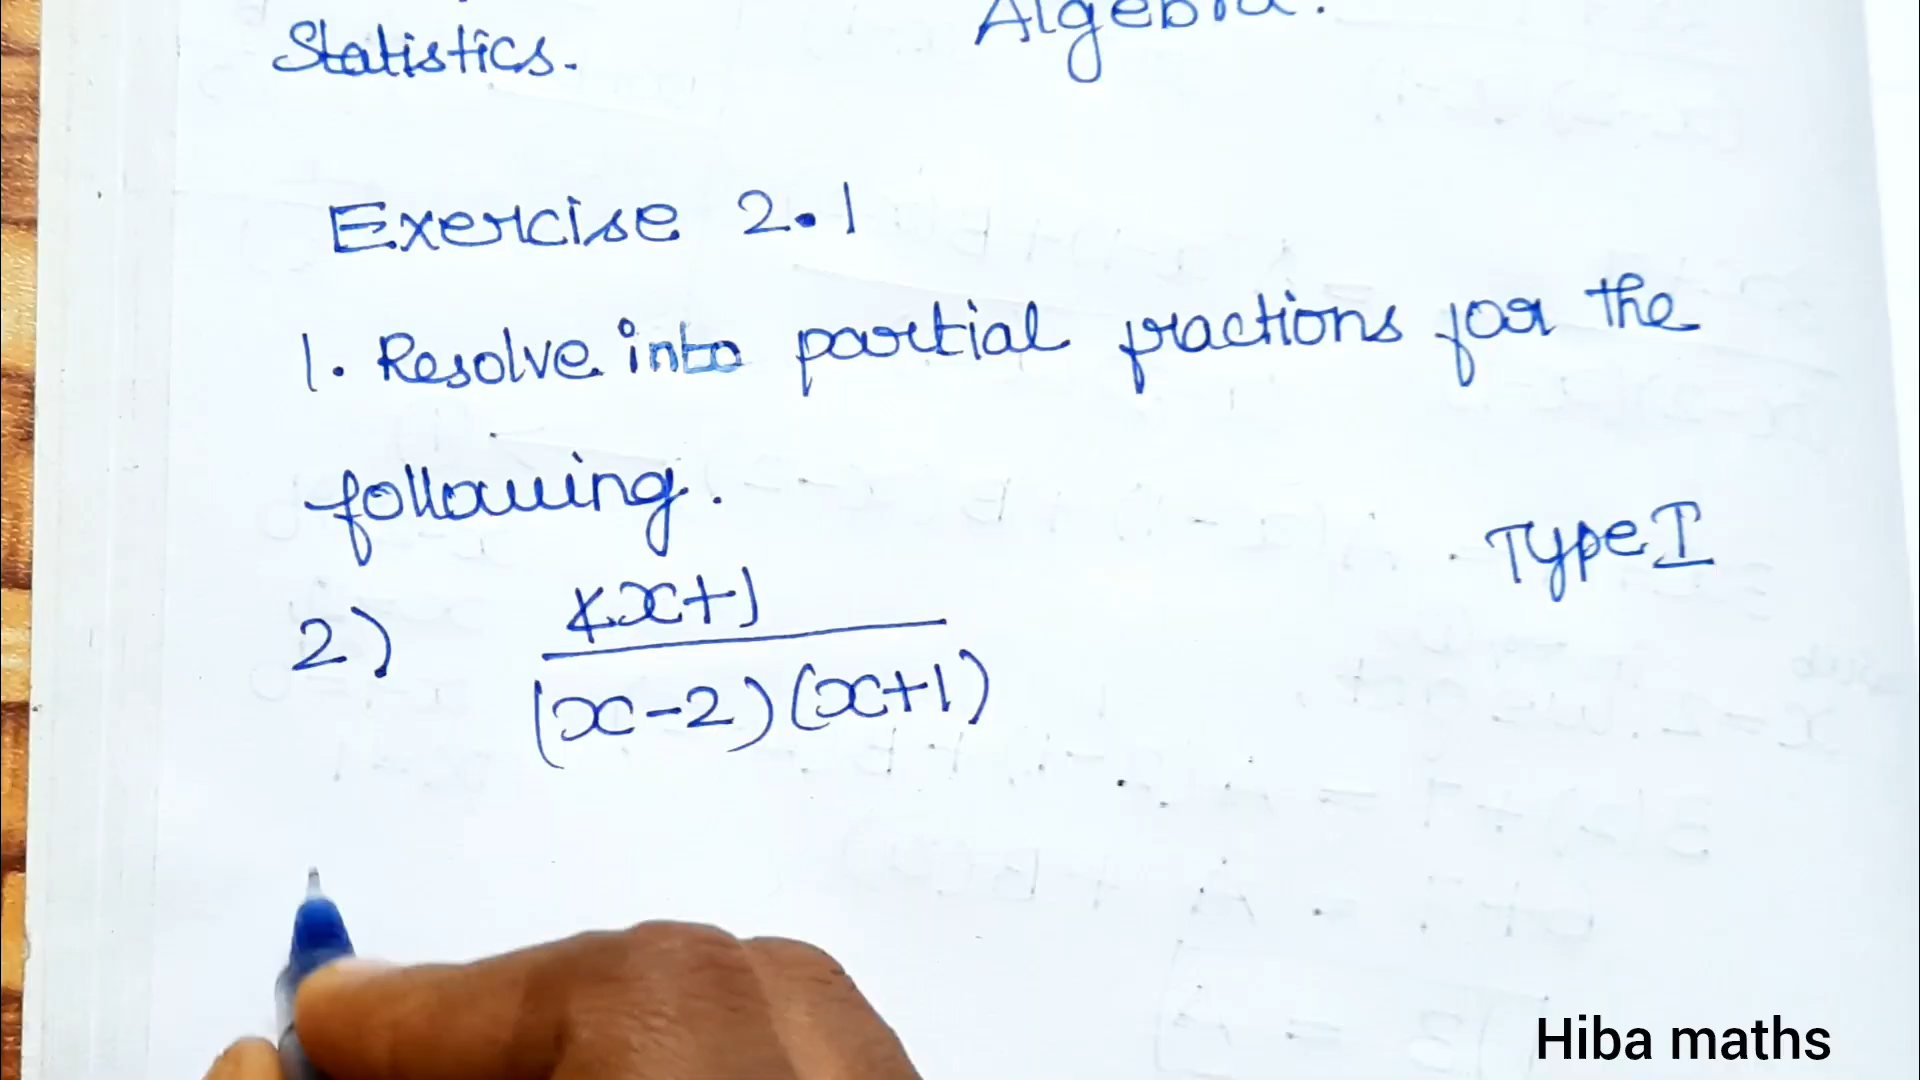 Statistics.
Algebra.
Exercise 2.1
1. Resolve into partial fractions for the
following.
Type I
2) 4x+1
(x-2)(x+1)
Hiba maths